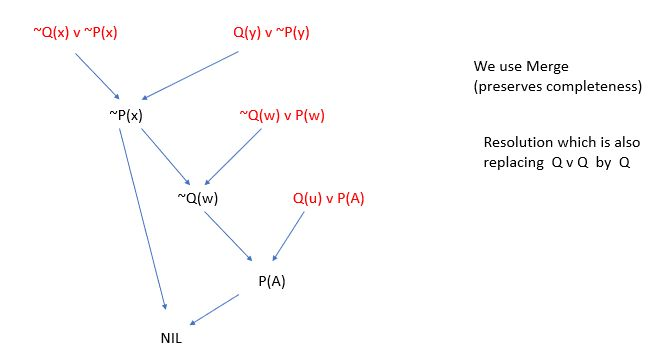 ~Q(x) v ~P(x)
Q(y) v ~P(y)
We use Merge
(preserves completeness)
~P(x)
~Q(w) v P(w)
Resolution which is also
replacing Q v Q by Q
~Q(w)
Q(u) v P(A)
P(A)
NIL